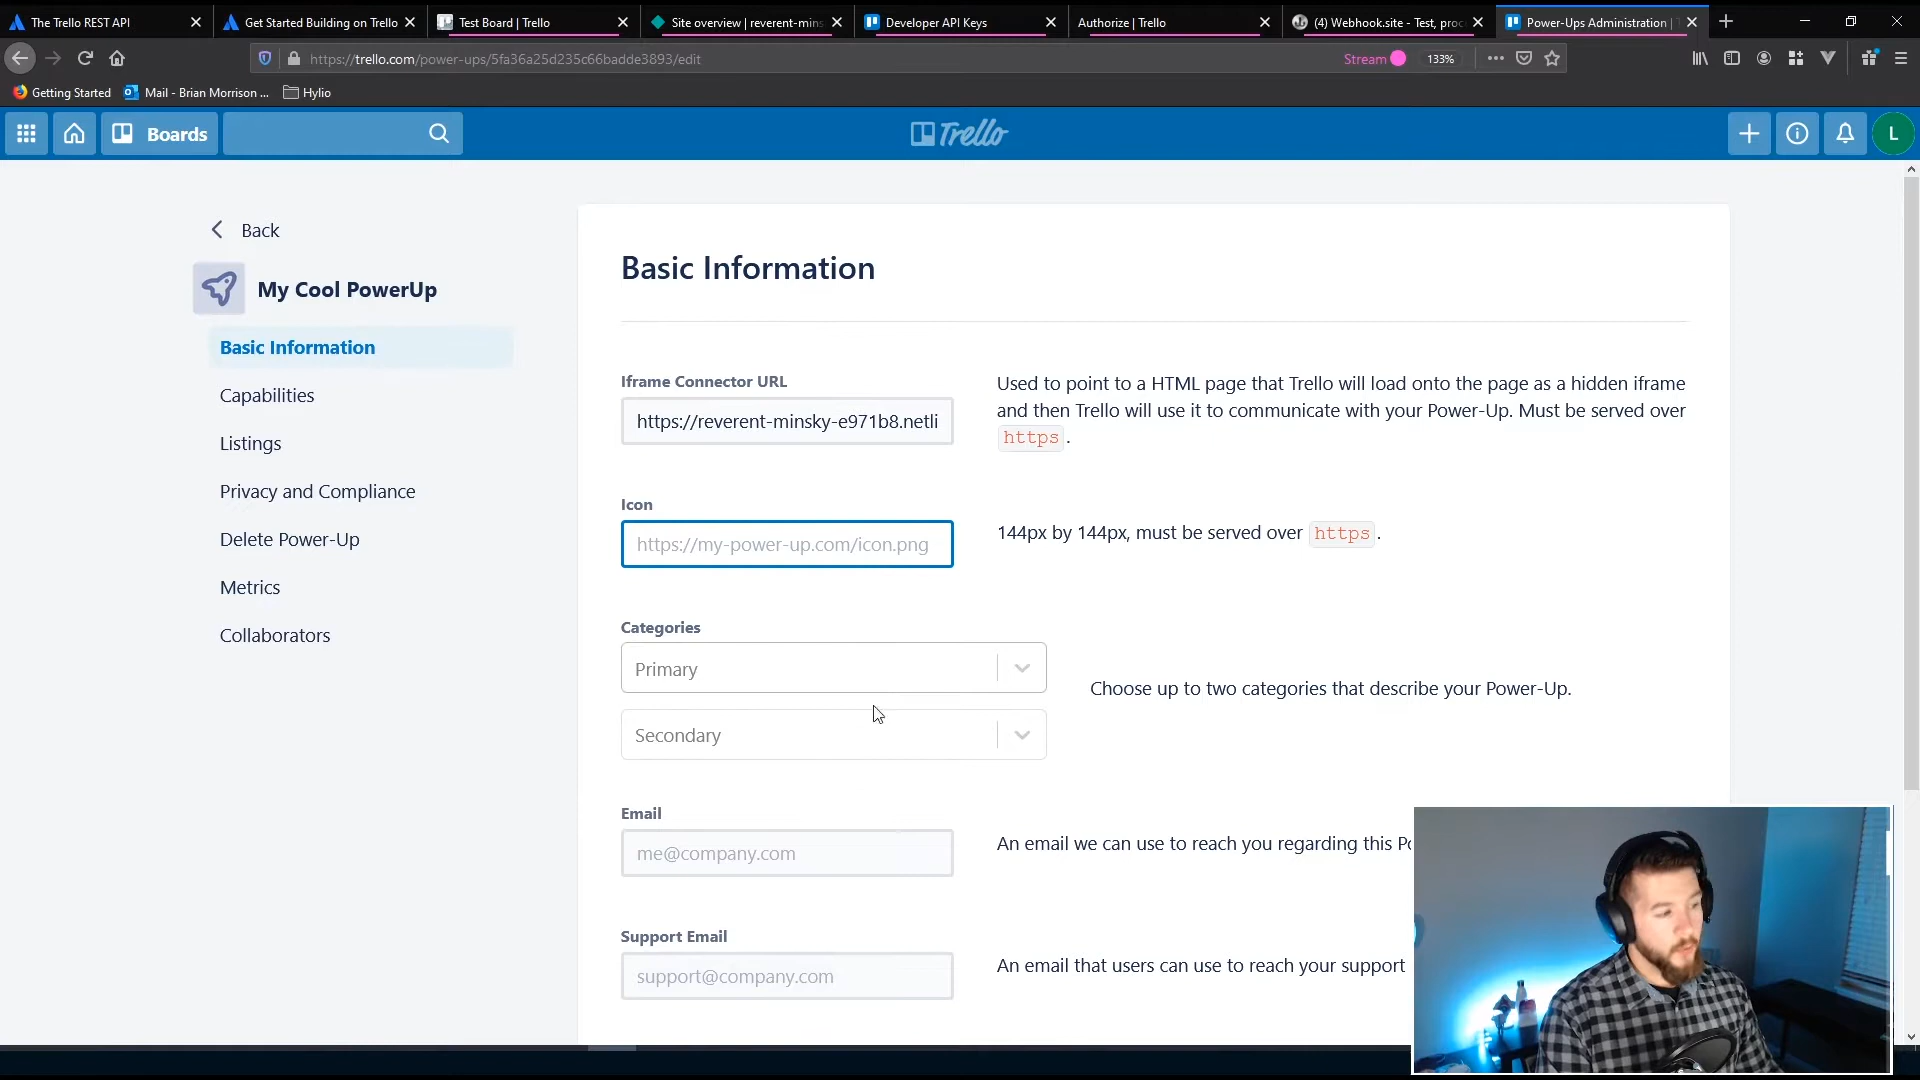 The Trello REST API
Get Started Building on Trello
Test Board | Trello
Site overview | reverent-mins
Developer API Keys
Authorize | Trello
(4) Webhook.site - Test, proc
Power-Ups Administration |
https://trello.com/power-ups/5fa36a25d235c66badde3893/edit
Stream
133%
Getting Started
Mail - Brian Morrison ...
Hylio
Boards
Trello
L
Back
My Cool PowerUp
Basic Information
Capabilities
Listings
Privacy and Compliance
Delete Power-Up
Metrics
Collaborators
Basic Information
Iframe Connector URL
https://reverent-minsky-e971b8.netli
Used to point to a HTML page that Trello will load onto the page as a hidden iframe
and then Trello will use it to communicate with your Power-Up. Must be served over
https .
Icon
https://my-power-up.com/icon.png
144px by 144px, must be served over https .
Categories
Primary
Secondary
Choose up to two categories that describe your Power-Up.
Email
me@company.com
An email we can use to reach you regarding this
Support Email
support@company.com
An email that users can use to reach your support